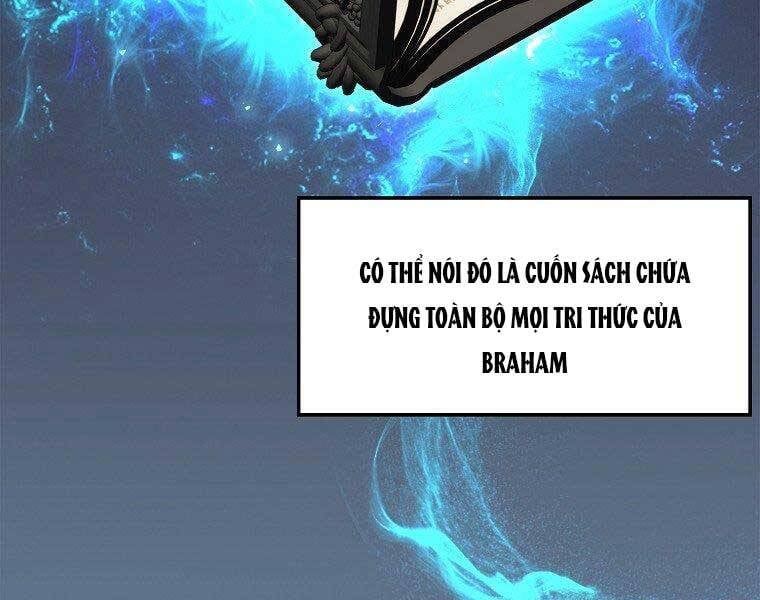 CÓ THỂ NÓI ĐÓ LÀ CUỐN SÁCH CHỨA
ĐỰNG TOÀN BỘ MỌI TRI THỨC CỦA
BRAHAM